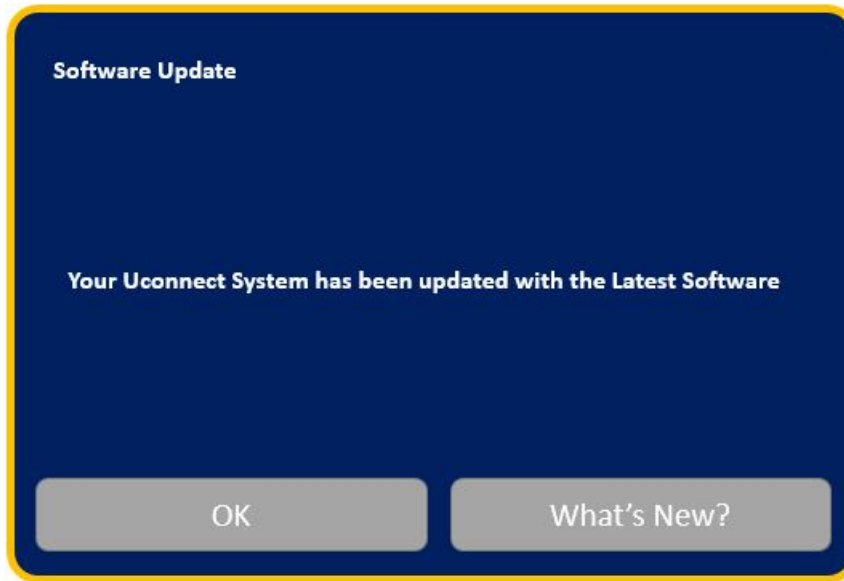 Software Update
Your Uconnect System has been updated with the Latest Software
OK
What's New?